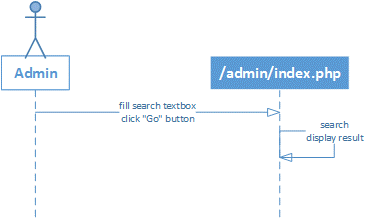 Admin
/admin/index.php
fill search textbox
click "Go" button
search
display result